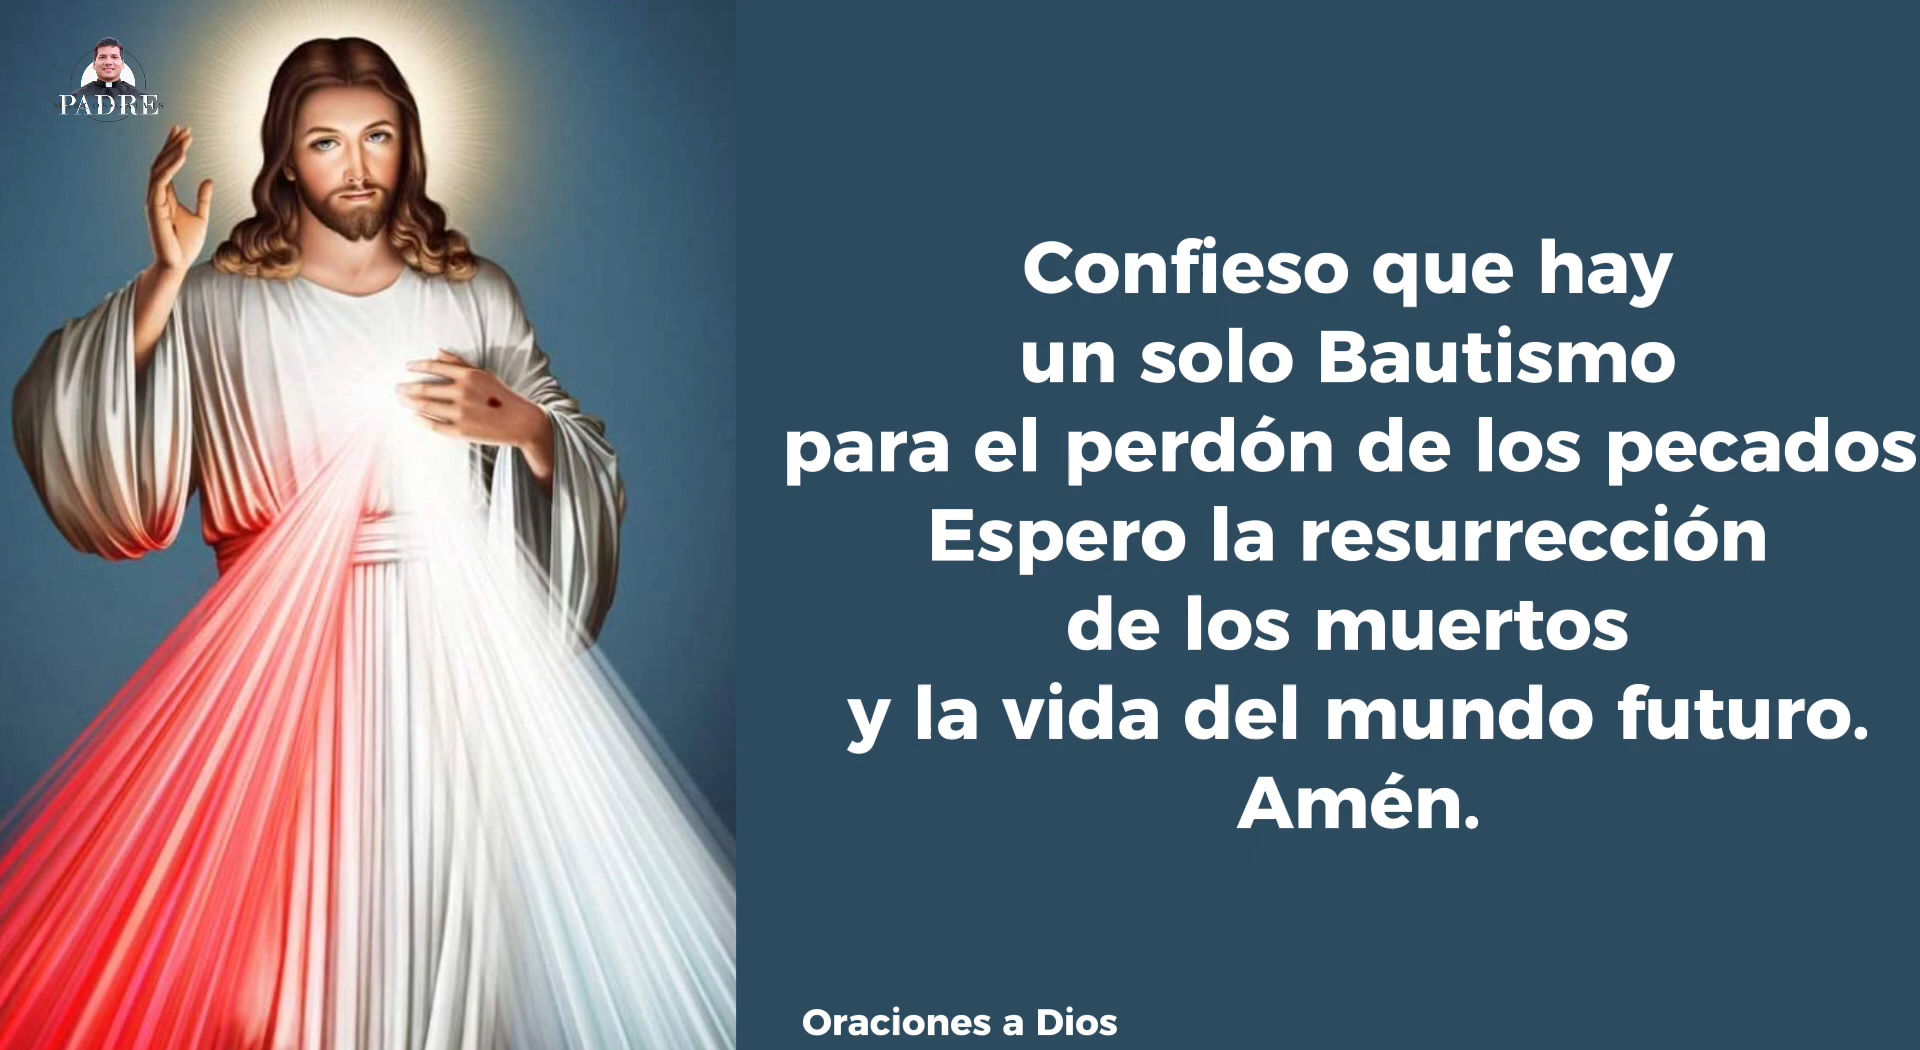 PADRE
Confieso que hay
un solo Bautismo
para el perdón de los pecados
Espero la resurrección
de los muertos
y la vida del mundo futuro.
Amén.
Oraciones a Dios